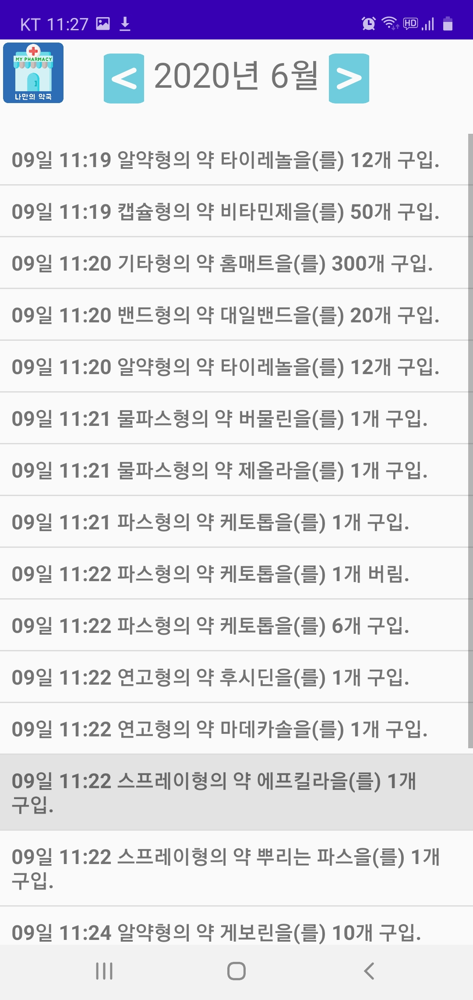 KT 11:27
HD
MY PHARMACY
나만의 약국
< 2020년 6월 >
09일 11:19 알약형의 약 타이레놀을(를) 12개 구입.
09일 11:19 캡슐형의 약 비타민제을(를) 50개 구입.
09일 11:20 기타형의 약 홈매트을(를) 300개 구입.
09일 11:20 밴드형의 약 대일밴드을(를) 20개 구입.
09일 11:20 알약형의 약 타이레놀을(를) 12개 구입.
09일 11:21 물파스형의 약 버물린을(를) 1개 구입.
09일 11:21 물파스형의 약 제올라을(를) 1개 구입.
09일 11:21 파스형의 약 케토톱을(를) 1개 구입.
09일 11:22 파스형의 약 케토톱을(를) 1개 버림.
09일 11:22 파스형의 약 케토톱을(를) 6개 구입.
09일 11:22 연고형의 약 후시딘을(를) 1개 구입.
09일 11:22 연고형의 약 마데카솔을(를) 1개 구입.
09일 11:22 스프레이형의 약 에프킬라을(를) 1개
구입.
09일 11:22 스프레이형의 약 뿌리는 파스을(를) 1개
구입.
09일 11:24 알약형의 약 게보린을(를) 10개 구입.